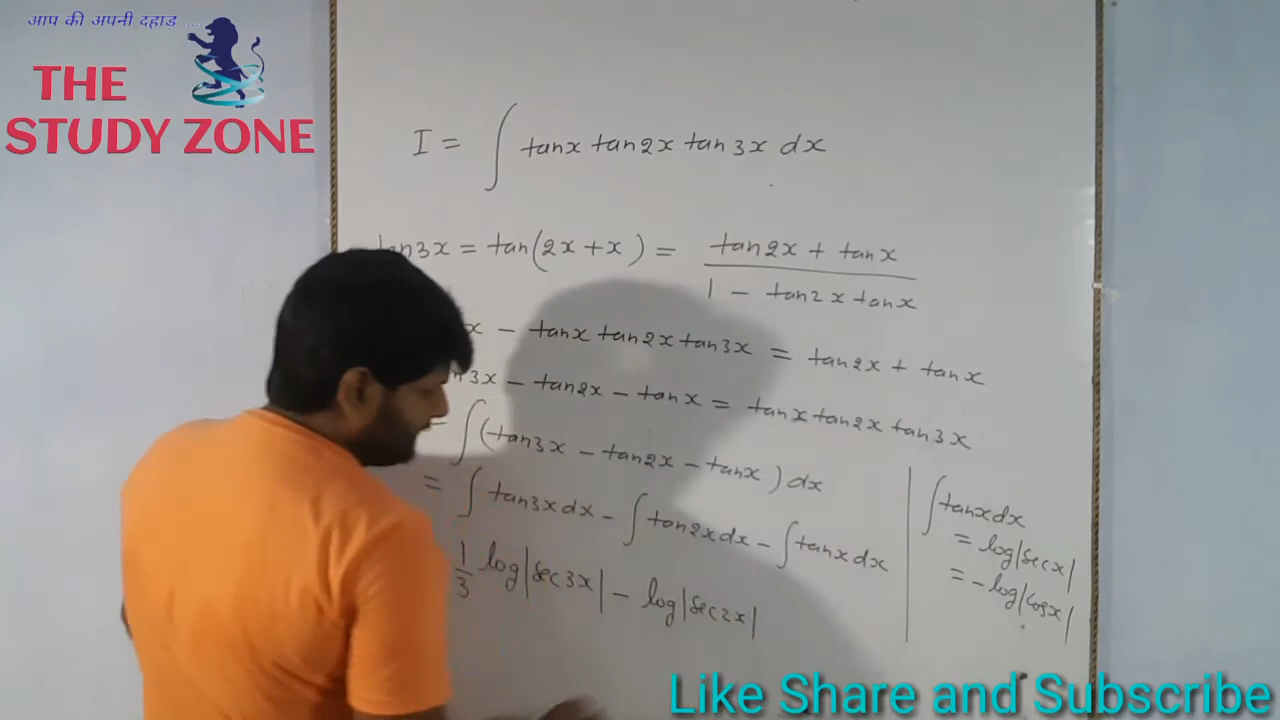 आप की अपनी दहाड़ .....
THE
STUDY ZONE
I = ∫ tanx tan2x tan3x dx
tan3x = tan(2x+x) = (tan2x + tanx)/(1 - tan2x tanx)
x - tanx tan2x tan3x = tan2x + tanx
n3x - tan2x - tanx = tanx tan2x tan3x
= ∫(tan3x - tan2x - tanx) dx
= ∫tan3x dx - ∫tan2x dx - ∫tanx dx
1/3 log|sec3x| - log|sec2x|
∫tanx dx
= log|secx|
= -log|cosx|
Like Share and Subscribe